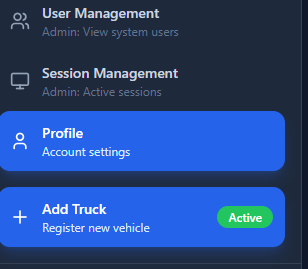 User Management
Admin: View system users
Session Management
Admin: Active sessions
Profile
Account settings
Add Truck
Register new vehicle
Active